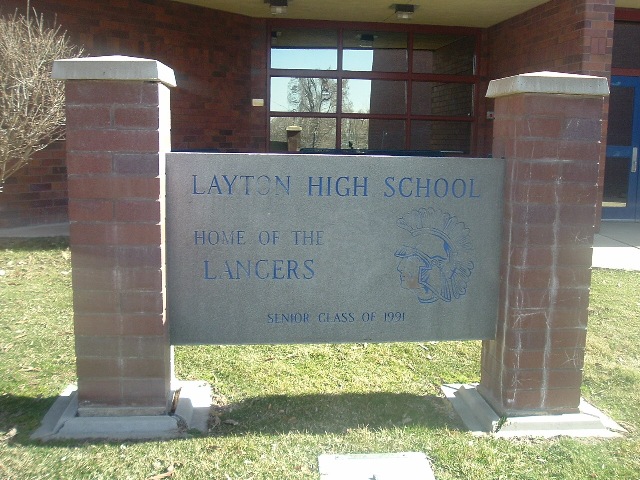 LAYTON HIGH SCHOOL
HOME OF THE
LANCERS
SENIOR CLASS OF 1991